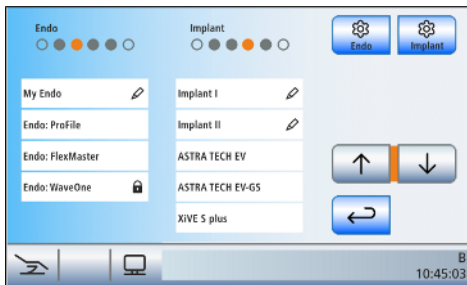 Endo
Implant
Endo
Implant
My Endo
Implant I
Endo: ProFile
Implant II
Endo: FlexMaster
ASTRA TECH EV
Endo: WaveOne
ASTRA TECH EV-GS
XiVE S plus
B
10:45:03